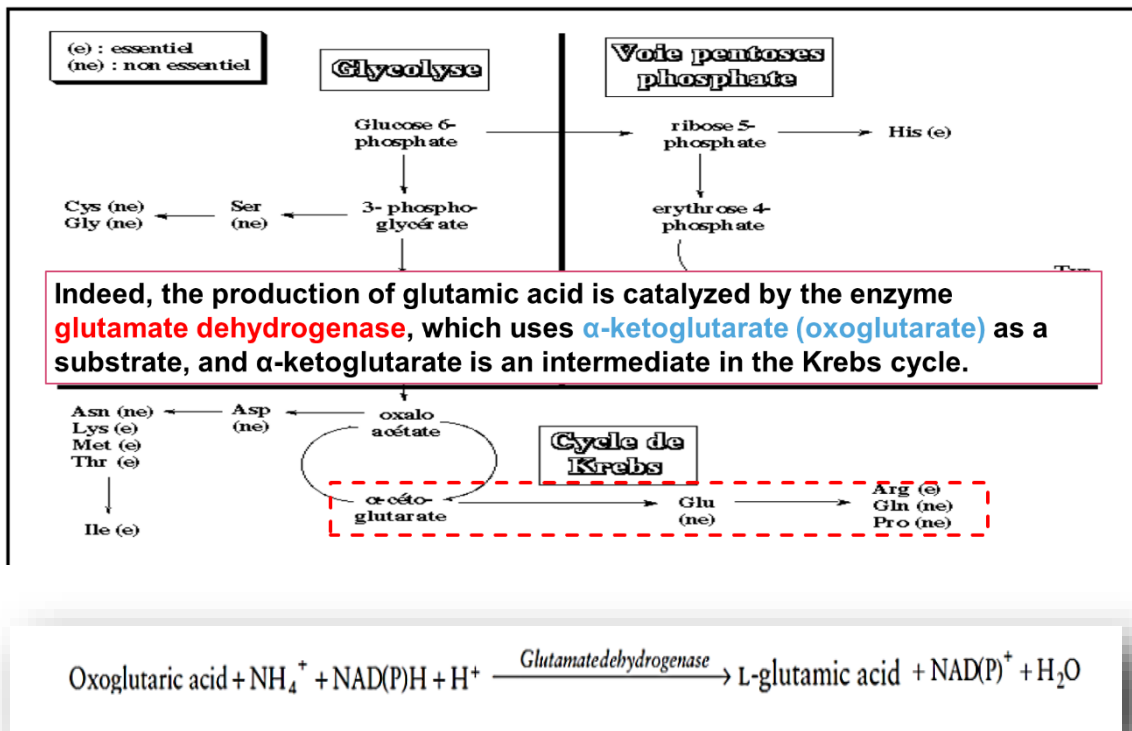 (e) : essentiel
(ne) : non essentiel
Glycolyse
Voie pentoses
phosphate
Glucose 6-
phosphate
ribose 5-
phosphate
His (e)
Cys (ne)
Gly (ne)
Ser
(ne)
3- phospho-
glycérate
erythrose 4-
phosphate
Indeed, the production of glutamic acid is catalyzed by the enzyme
glutamate dehydrogenase, which uses α-ketoglutarate (oxoglutarate) as a
substrate, and α-ketoglutarate is an intermediate in the Krebs cycle.
Asn (ne)
Lys (e)
Met (e)
Thr (e)
Asp
(ne)
oxalo
acétate
Cycle de
Krebs
α-céto-
glutarate
Glu
(ne)
Arg (e)
Gln (ne)
Pro (ne)
Ile (e)
Oxoglutaric acid + NH₄⁺ + NAD(P)H + H⁺ Glutamatedehydrogenase → L-glutamic acid + NAD(P)⁺ + H₂O